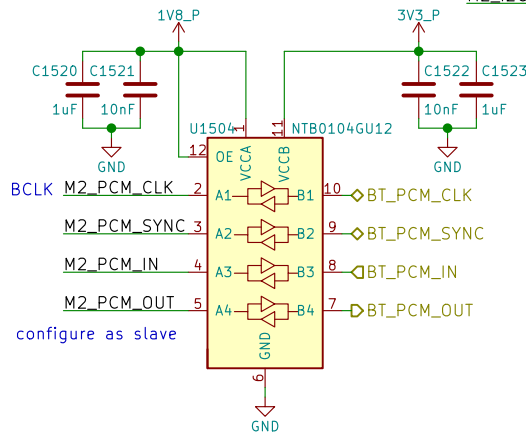 1V8_P
3V3_P
C1520
C1521
C1522
C1523
1uF
10nF
10nF
1uF
GND
GND
U1504
NTB0104GU12
1
11
12
OE
VCCA
VCCB
BCLK
M2_PCM_CLK
2
A1
B1
10
BT_PCM_CLK
M2_PCM_SYNC
3
A2
B2
9
BT_PCM_SYNC
M2_PCM_IN
4
A3
B3
8
BT_PCM_IN
M2_PCM_OUT
5
A4
B4
7
BT_PCM_OUT
configure as slave
GND
6
GND